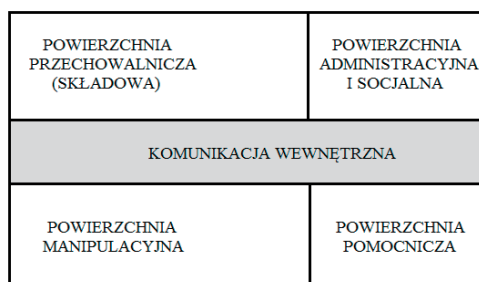 POWIERZCHNIA
PRZECHOWALNICZA
(SKŁADOWA)
POWIERZCHNIA
ADMINISTRACYJNA
I SOCJALNA
KOMUNIKACJA WEWNĘTRZNA
POWIERZCHNIA
MANIPULACYJNA
POWIERZCHNIA
POMOCNICZA